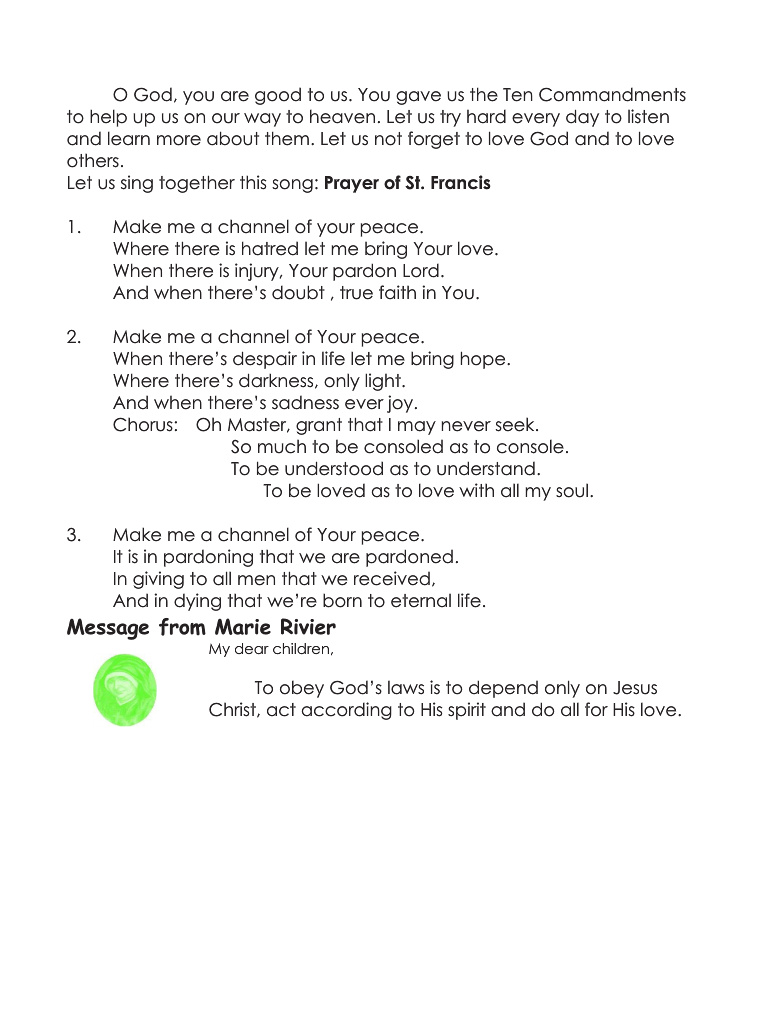 O God, you are good to us. You gave us the Ten Commandments
to help up us on our way to heaven. Let us try hard every day to listen
and learn more about them. Let us not forget to love God and to love
others.
Let us sing together this song: Prayer of St. Francis
1. Make me a channel of your peace.
Where there is hatred let me bring Your love.
When there is injury, Your pardon Lord.
And when there's doubt , true faith in You.
2. Make me a channel of Your peace.
When there's despair in life let me bring hope.
Where there's darkness, only light.
And when there's sadness ever joy.
Chorus: Oh Master, grant that I may never seek.
So much to be consoled as to console.
To be understood as to understand.
To be loved as to love with all my soul.
3. Make me a channel of Your peace.
It is in pardoning that we are pardoned.
In giving to all men that we received,
And in dying that we're born to eternal life.
Message from Marie Rivier
My dear children,
To obey God's laws is to depend only on Jesus
Christ, act according to His spirit and do all for His love.